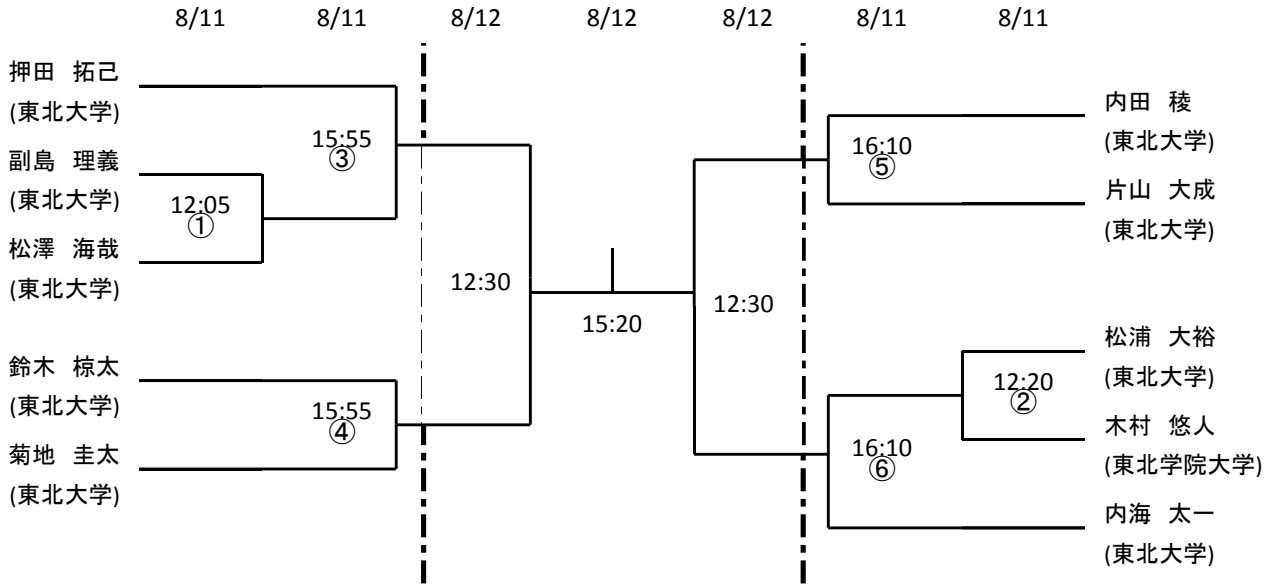 8/11 8/11 8/12 8/12 8/12 8/11 8/11
押田 拓己
(東北大学)
副島 理義
(東北大学)
松澤 海哉
(東北大学)
鈴木 椋太
(東北大学)
菊地 圭太
(東北大学)
12:05
①
15:55
③
15:55
④
12:30
15:20
12:30
16:10
⑤
16:10
⑥
12:20
②
内田 稜
(東北大学)
片山 大成
(東北大学)
松浦 大裕
(東北大学)
木村 悠人
(東北学院大学)
内海 太一
(東北大学)